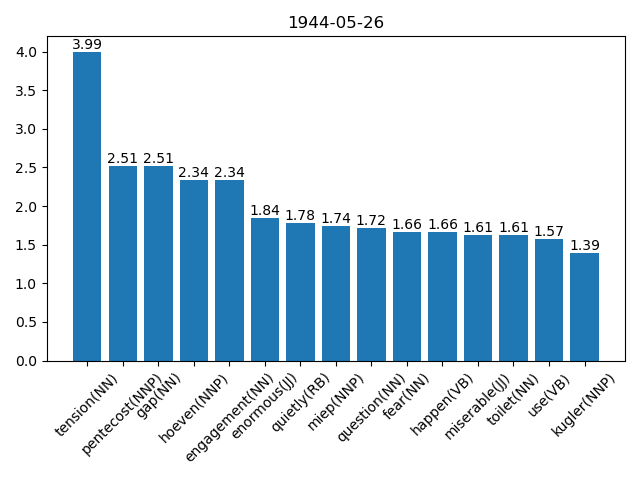 1944-05-26
4.0
3.5
3.0
2.5
2.0
1.5
1.0
0.5
0.0
3.99
2.51
2.51
2.34
2.34
1.84
1.78
1.74
1.72
1.66
1.66
1.61
1.61
1.57
1.39
tension(NN)
pentecost(NNP)
gap(NN)
hoeven(NNP)
engagement(NN)
enormous(JJ)
quietly(RB)
miep(NNP)
question(NN)
fear(NN)
happen(VB)
miserable(JJ)
toilet(NN)
use(VB)
kugler(NNP)